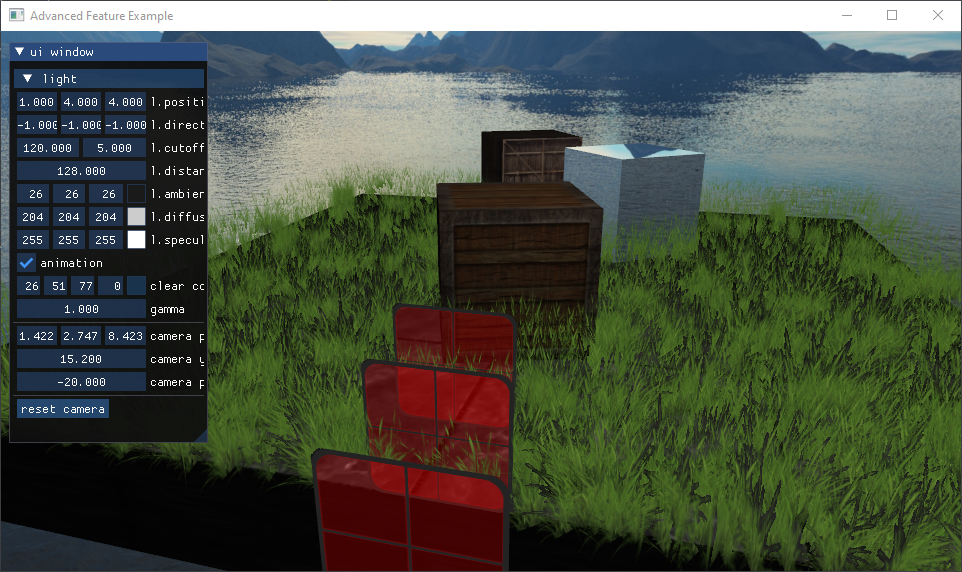 Advanced Feature Example
ui window
light
1.000 4.000 4.000 l.positi
-1.000 -1.000 -1.000 l.direct
120.000 5.000 l.cutoff
128.000 l.distan
26 26 26 l.ambien
204 204 204 l.diffus
255 255 255 l.specul
animation
26 51 77 0 clear co
1.000 gamma
1.422 2.747 8.423 camera p
15.200 camera y
-20.000 camera p
reset camera